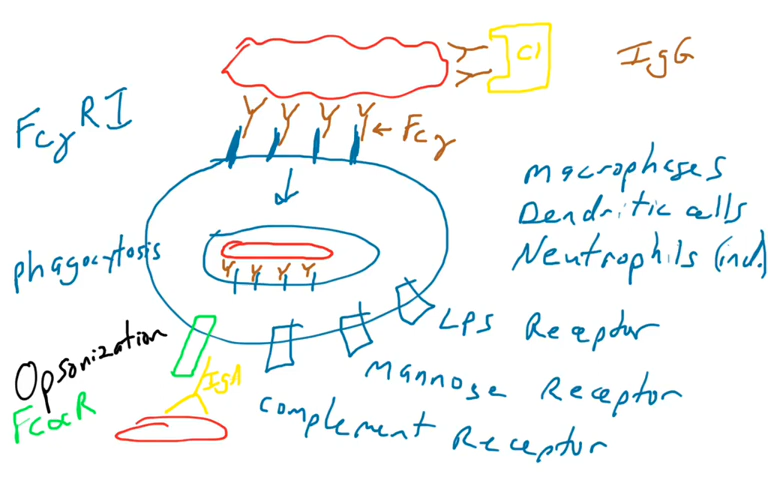 C1
IgG
FcγRI
Fcγ
macrophages
Dendritic cells
Neutrophils (ind.)
phagocytosis
LPS Receptor
Opsonization
IgA
mannose Receptor
FcαR
complement Receptor